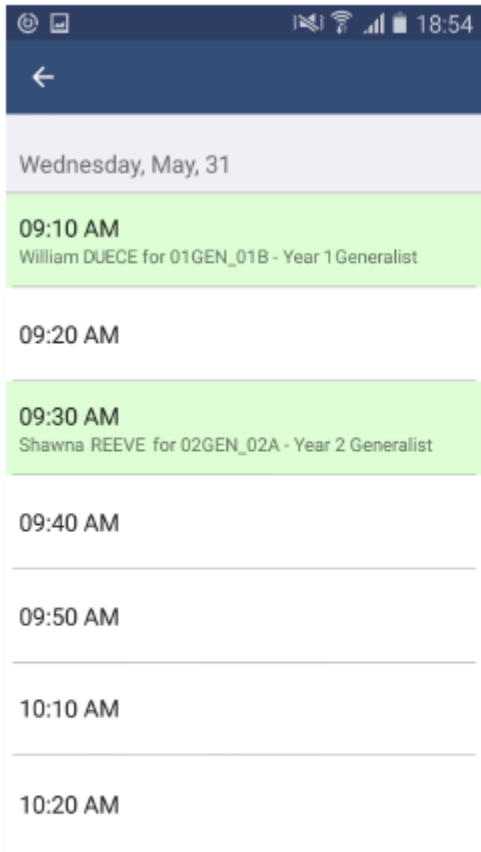 18:54
Wednesday, May, 31
09:10 AM
William DUECE for 01GEN_01B - Year 1 Generalist
09:20 AM
09:30 AM
Shawna REEVE for 02GEN_02A - Year 2 Generalist
09:40 AM
09:50 AM
10:10 AM
10:20 AM